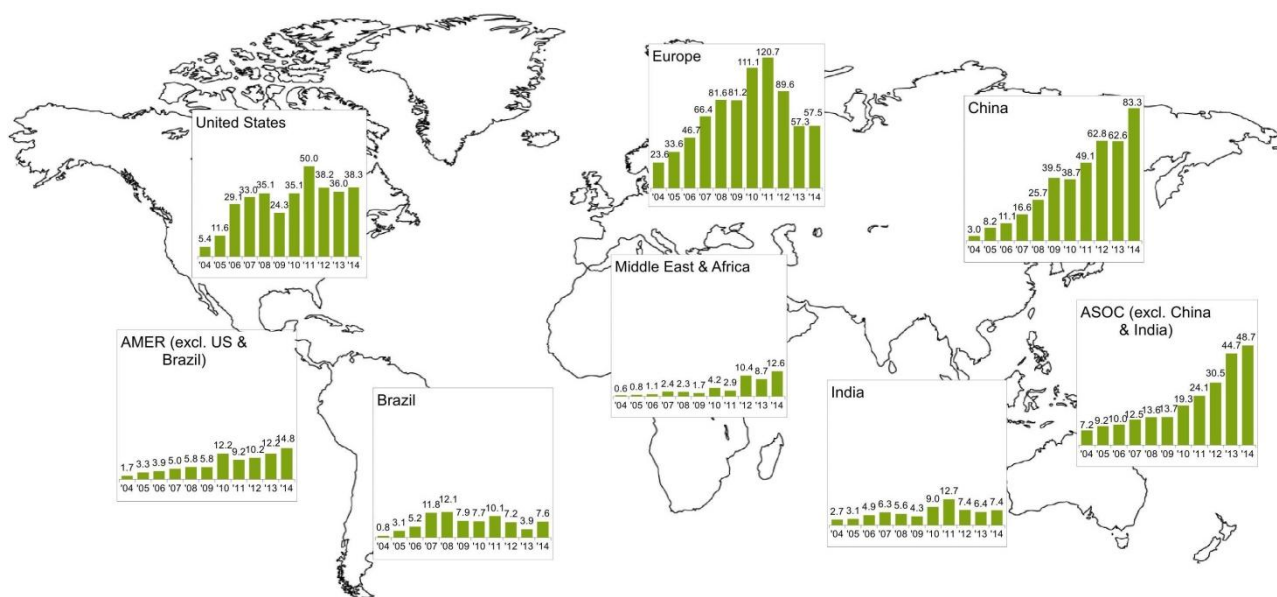 Europe
23.6 33.6 46.7 66.4 81.6 81.2 111.1 120.7 89.6 57.3 57.5
'04 '05 '06 '07 '08 '09 '10 '11 '12 '13 '14
China
3.0 8.2 11.1 16.6 25.7 39.5 38.7 49.1 62.8 62.6 83.3
'04 '05 '06 '07 '08 '09 '10 '11 '12 '13 '14
United States
5.4 11.6 29.1 33.0 35.1 24.3 35.1 50.0 38.2 36.0 38.3
'04 '05 '06 '07 '08 '09 '10 '11 '12 '13 '14
Middle East & Africa
0.6 0.8 1.1 2.4 2.3 1.7 4.2 2.9 10.4 8.7 12.6
'04 '05 '06 '07 '08 '09 '10 '11 '12 '13 '14
ASOC (excl. China
& India)
7.2 9.2 10.0 12.5 13.6 13.7 19.3 24.1 30.5 44.7 48.7
'04 '05 '06 '07 '08 '09 '10 '11 '12 '13 '14
AMER (excl. US &
Brazil)
1.7 3.3 3.9 5.0 5.8 5.8 12.2 9.2 10.2 12.2 14.8
'04 '05 '06 '07 '08 '09 '10 '11 '12 '13 '14
Brazil
0.8 3.1 5.2 11.8 12.1 7.9 7.7 10.1 7.2 3.9 7.6
'04 '05 '06 '07 '08 '09 '10 '11 '12 '13 '14
India
2.7 3.1 4.9 6.3 5.6 4.3 9.0 12.7 7.4 6.4 7.4
'04 '05 '06 '07 '08 '09 '10 '11 '12 '13 '14